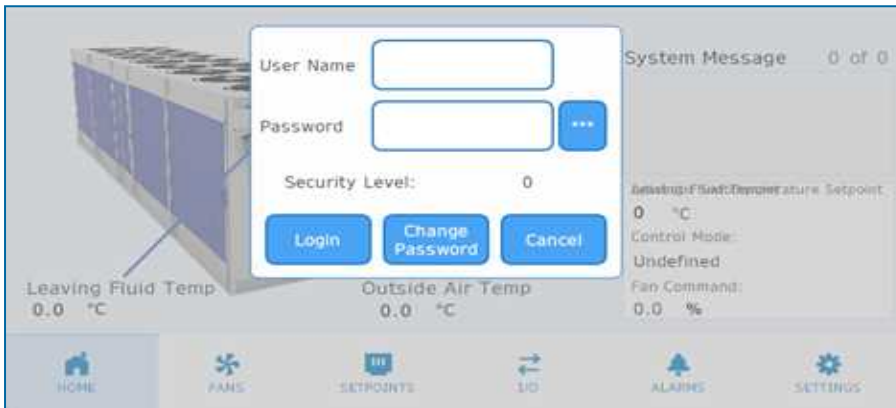 User Name
Password
...
Security Level: 0
Login
Change
Password
Cancel
System Message 0 of 0
Temperature Setpoint
0 °C
Control Mode:
Undefined
Fan Command:
0.0 %
Leaving Fluid Temp
0.0 °C
Outside Air Temp
0.0 °C
HOME
FANS
SETPOINTS
I/O
ALARMS
SETTINGS